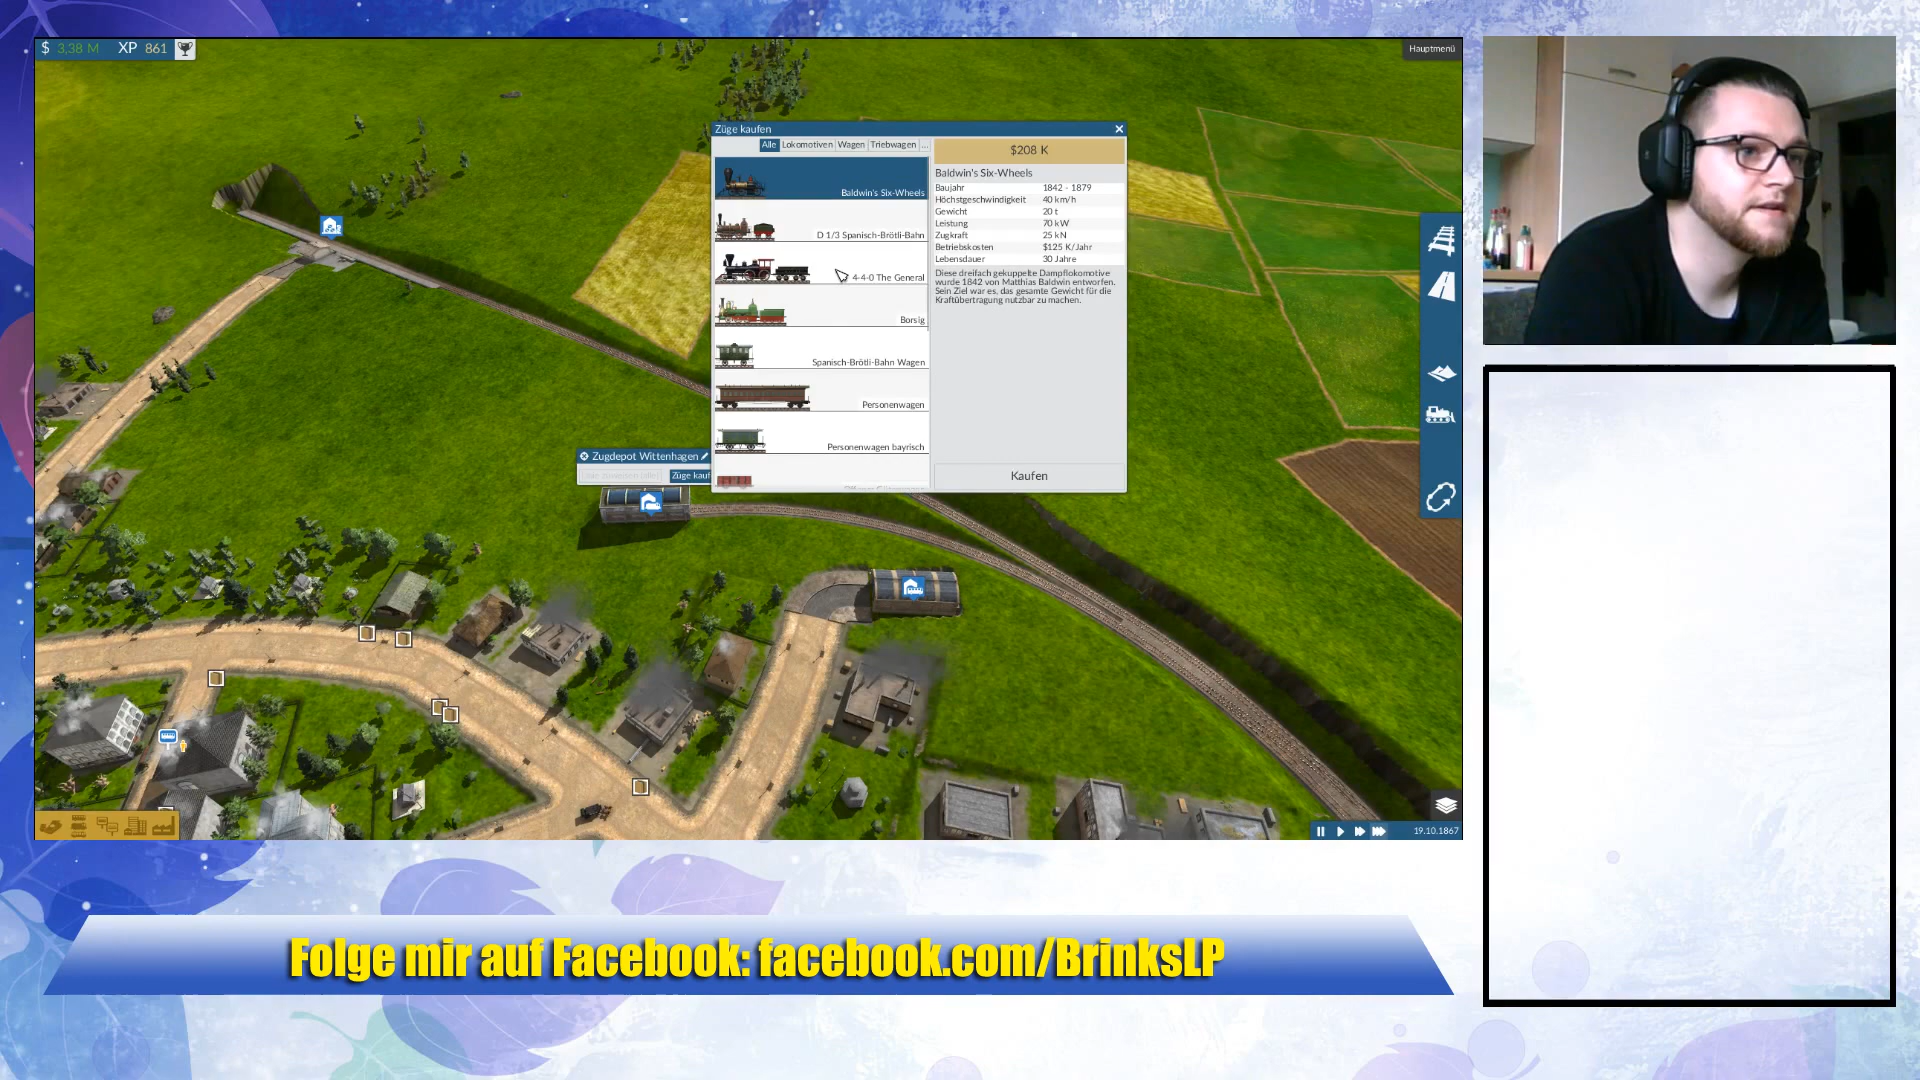 $ 3,38 M XP 861
Hauptmenü
Züge kaufen
Alle Lokomotiven Wagen Triebwagen ...
Baldwin's Six-Wheels
D 1/3 Spanisch-Brötli-Bahn
4-4-0 The General
Borsig
Spanisch-Brötli-Bahn Wagen
Personenwagen
Personenwagen bayrisch
$208 K
Baldwin's Six-Wheels
Baujahr 1842 - 1879
Höchstgeschwindigkeit 40 km/h
Gewicht 20 t
Leistung 70 kW
Zugkraft 25 kN
Betriebskosten $125 K/Jahr
Lebensdauer 30 Jahre
Diese dreifach gekuppelte Dampflokomotive
wurde 1842 von Matthias Baldwin entworfen.
Sein Ziel war es, das gesamte Gewicht für die
Kraftübertragung nutzbar zu machen.
Kaufen
Zugdepot Wittenhagen
Züge kauf
19.10.1867
Folge mir auf Facebook: facebook.com/BrinksLP